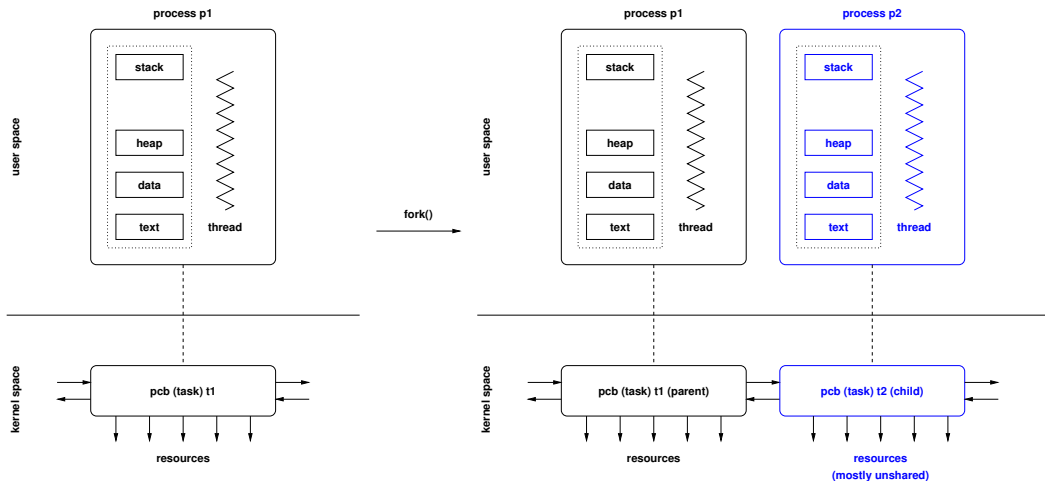 process p1
user space
stack
heap
data
text
thread
kernel space
pcb (task) t1
resources
fork()
process p1
process p2
user space
stack
heap
data
text
thread
stack
heap
data
text
thread
kernel space
pcb (task) t1 (parent)
pcb (task) t2 (child)
resources
resources
(mostly unshared)